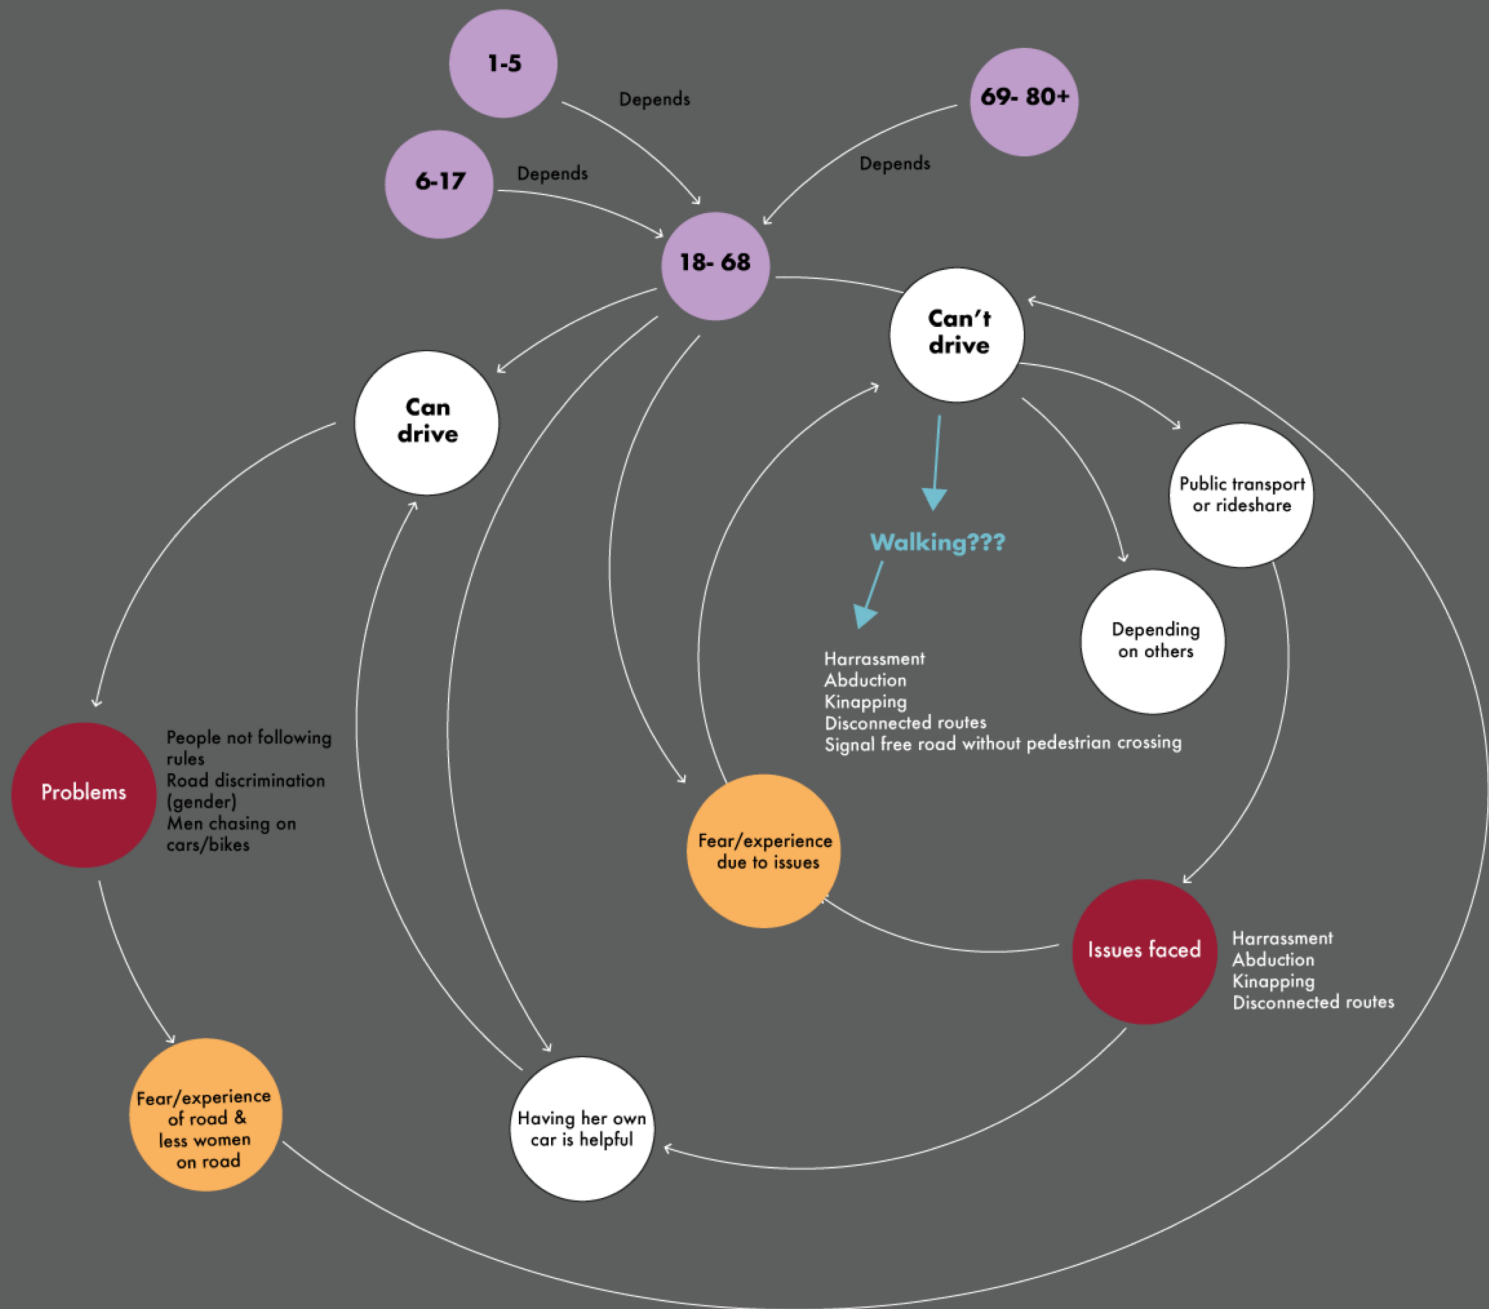 1-5
Depends
69- 80+
6-17
Depends
Depends
18- 68
Can't
drive
Can
drive
Public transport
or rideshare
Walking???
Depending
on others
Harrassment
Abduction
Kinapping
Disconnected routes
Signal free road without pedestrian crossing
Problems
People not following
rules
Road discrimination
(gender)
Men chasing on
cars/bikes
Fear/experience
due to issues
Issues faced
Harrassment
Abduction
Kinapping
Disconnected routes
Fear/experience
of road &
less women
on road
Having her own
car is helpful